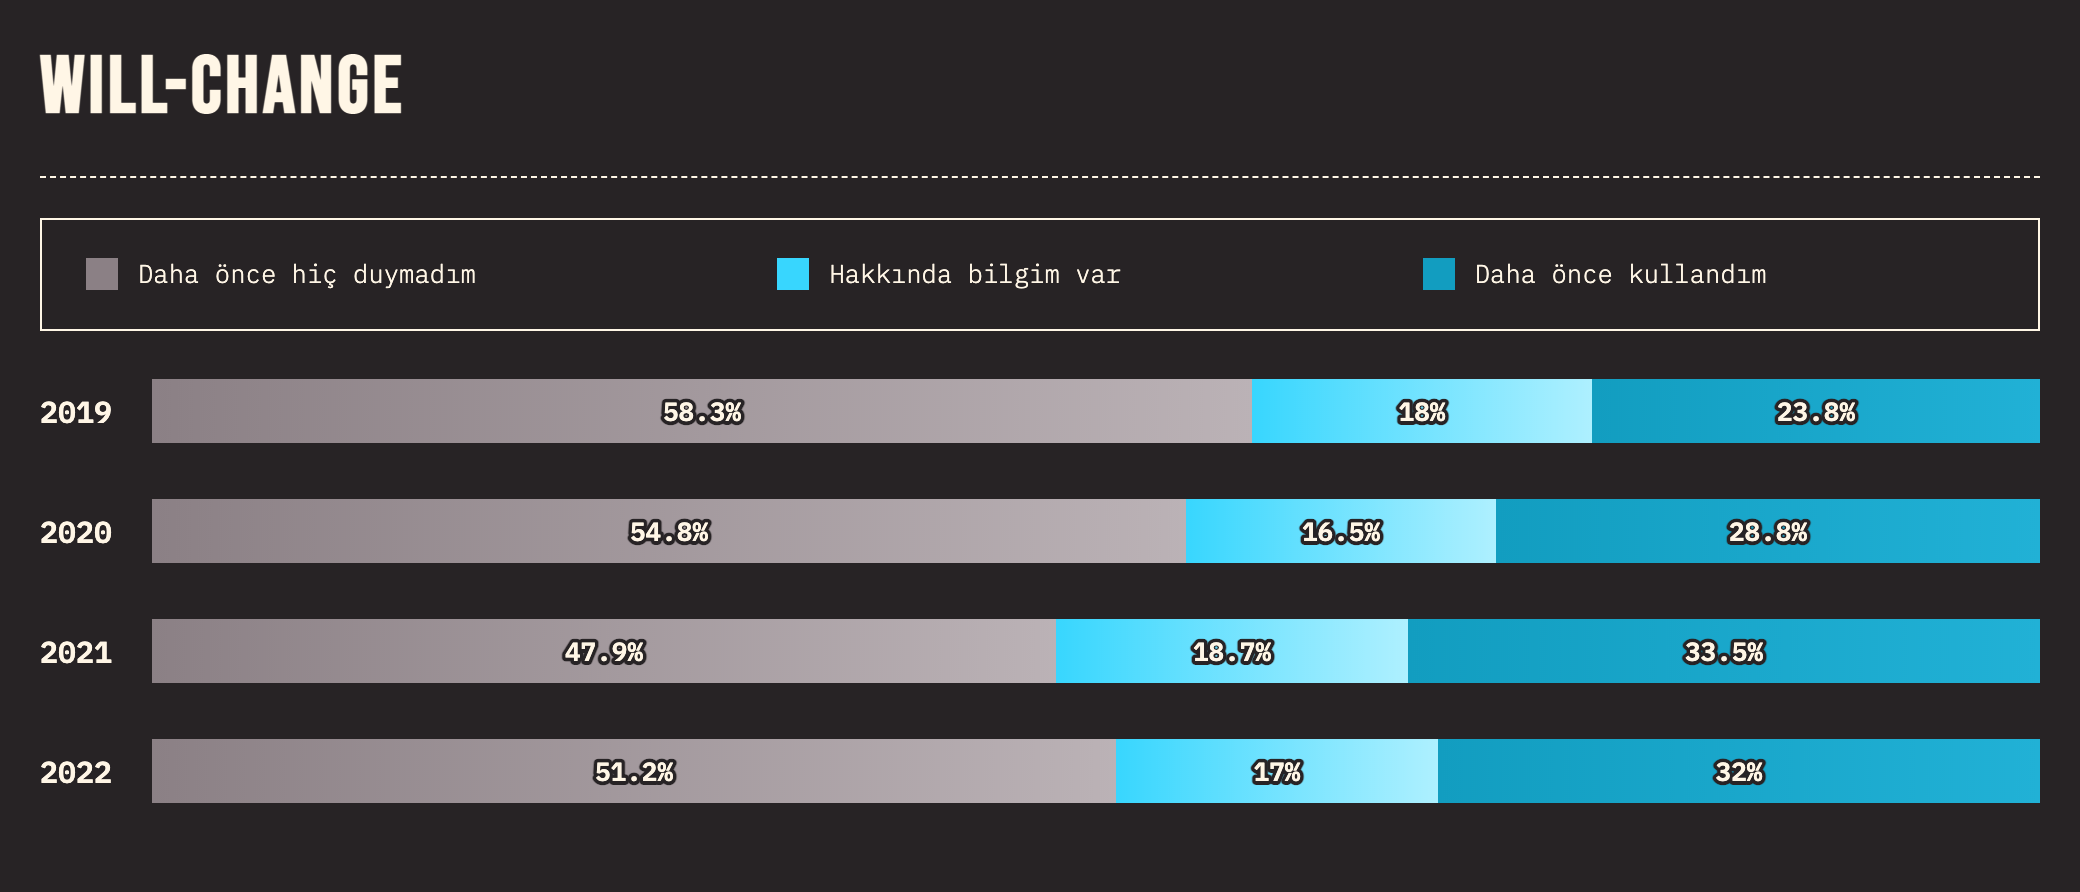 WILL-CHANGE
Daha önce hiç duymadım Hakkında bilgim var Daha önce kullandım
2019 58.3% 18% 23.8%
2020 54.8% 16.5% 28.8%
2021 47.9% 18.7% 33.5%
2022 51.2% 17% 32%